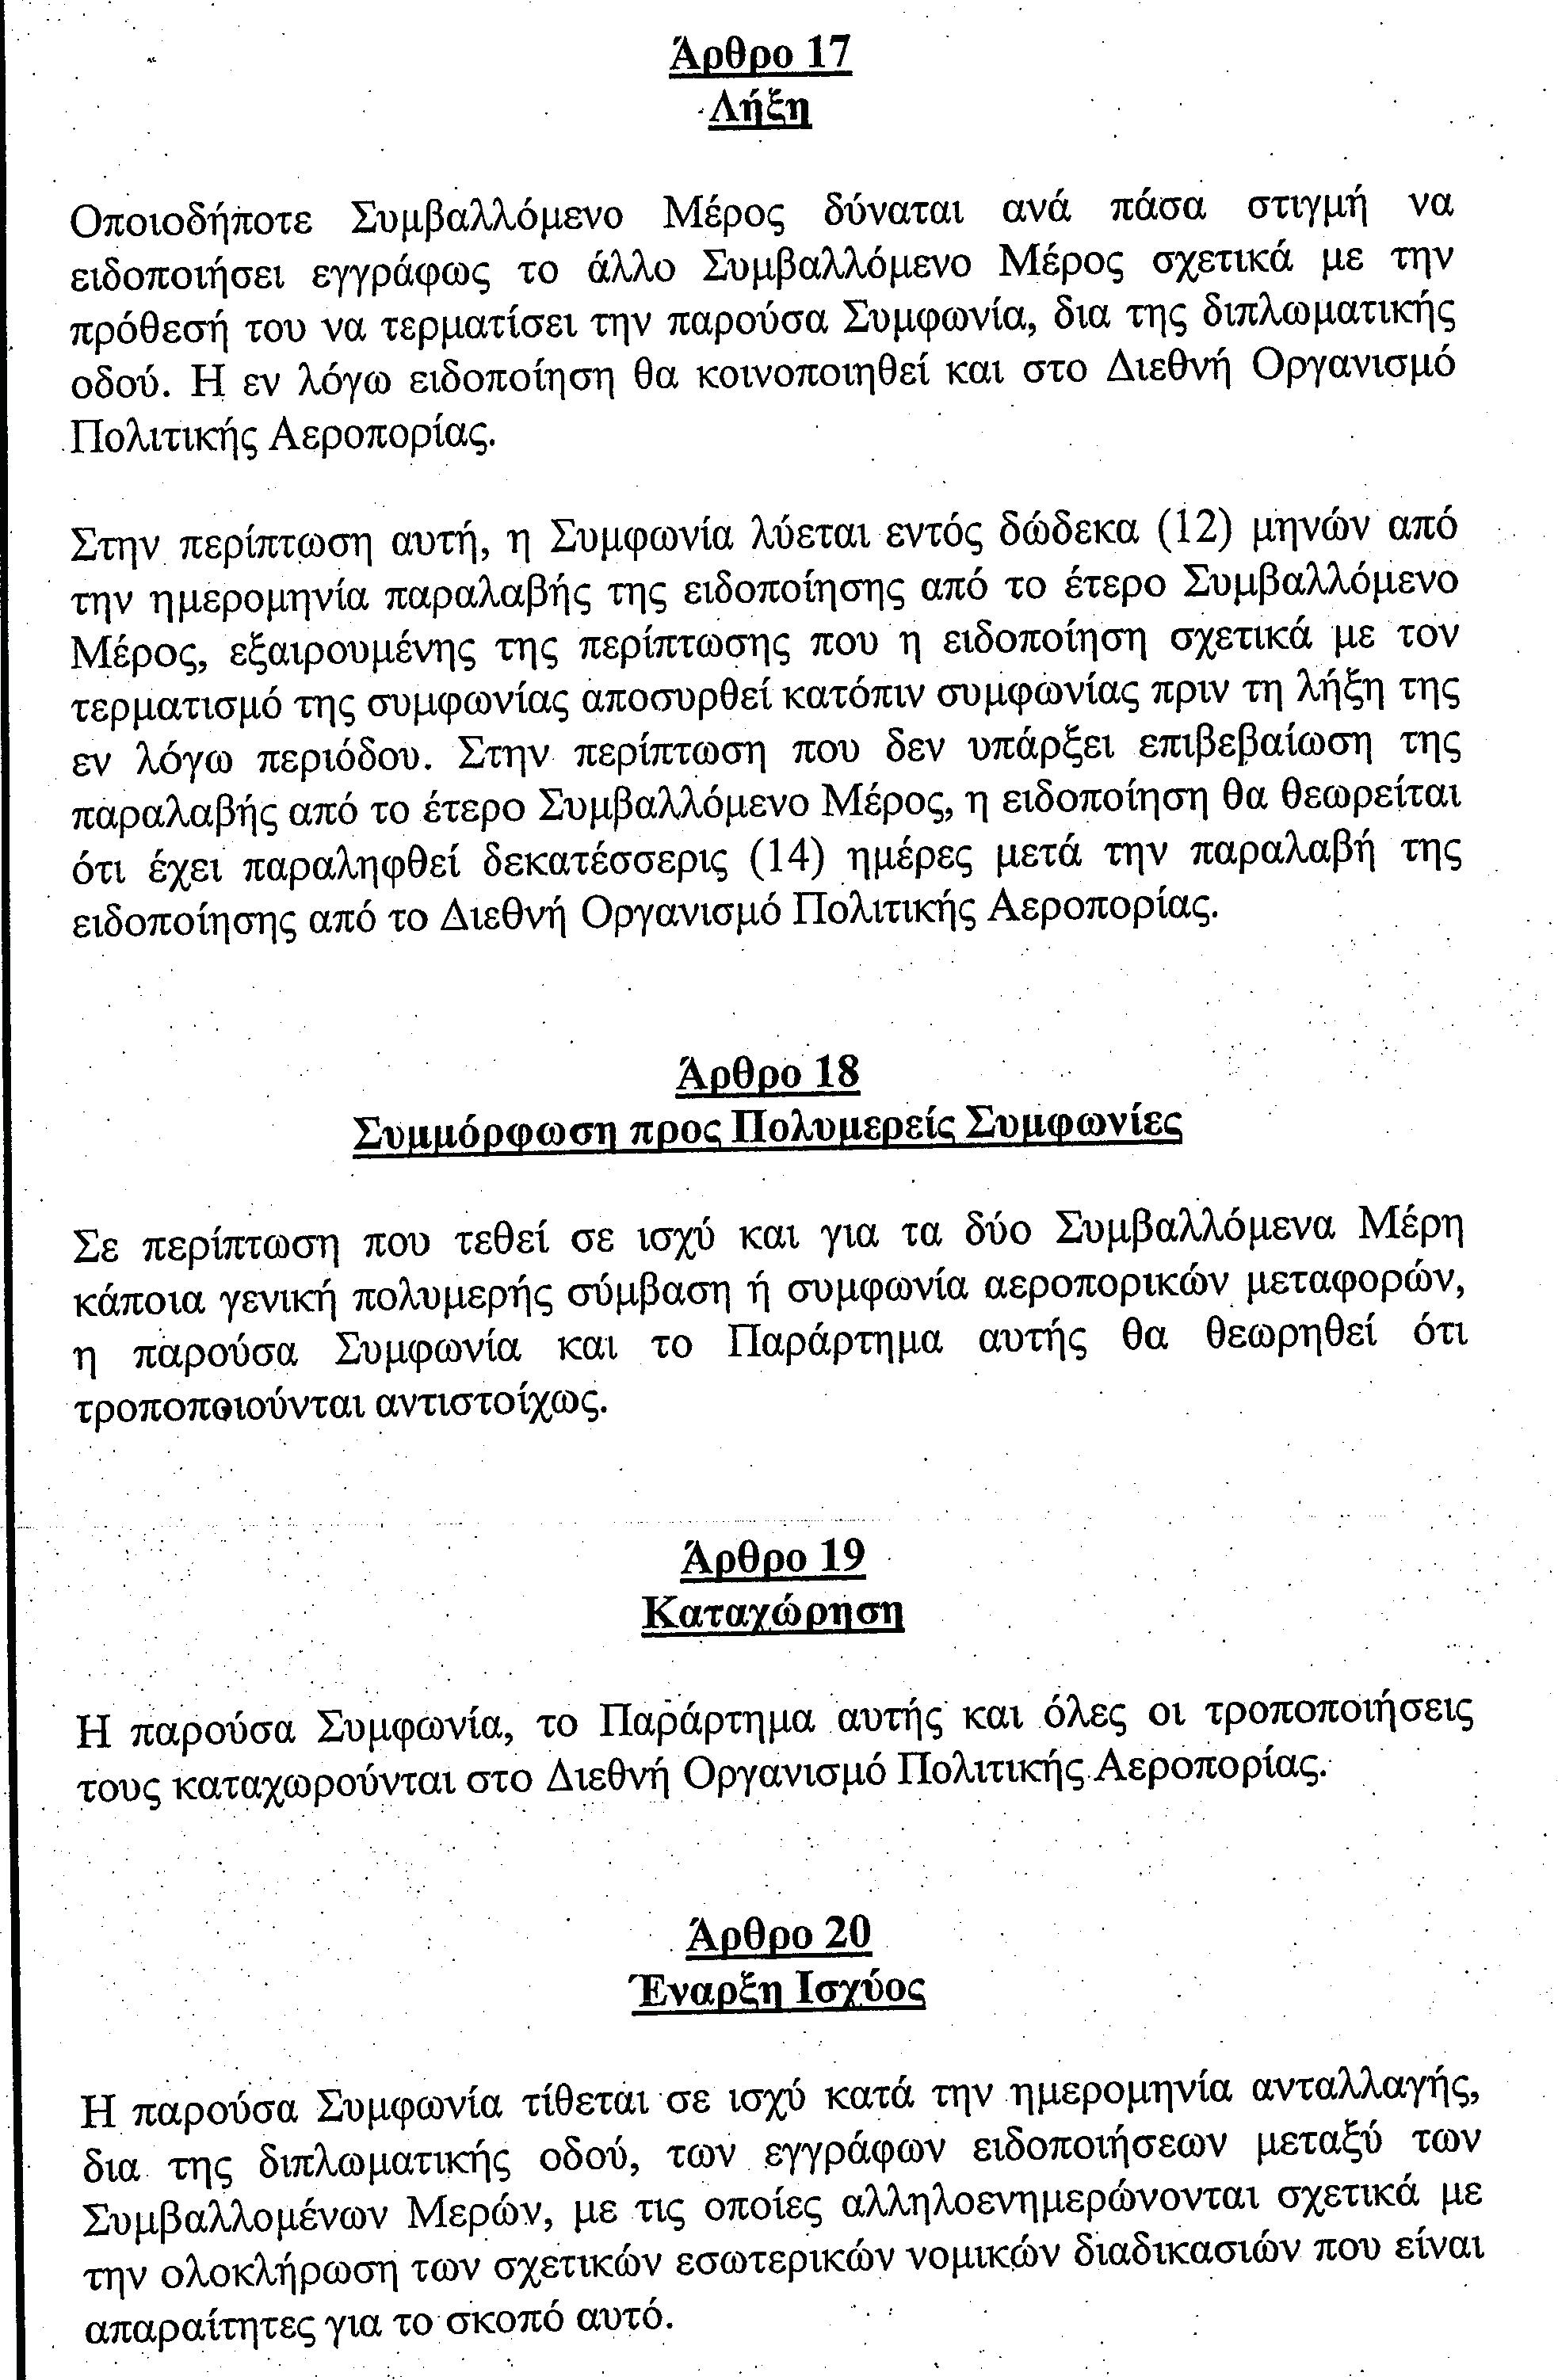 Άρθρο 17
Λήξη
Οποιοδήποτε Συμβαλλόμενο Μέρος δύναται ανά πάσα στιγμή να
ειδοποιήσει εγγράφως το άλλο Συμβαλλόμενο Μέρος σχετικά με την
πρόθεσή του να τερματίσει την παρούσα Συμφωνία, δια της διπλωματικής
οδού. Η εν λόγω ειδοποίηση θα κοινοποιηθεί και στο Διεθνή Οργανισμό
Πολιτικής Αεροπορίας.
Στην περίπτωση αυτή, η Συμφωνία λύεται εντός δώδεκα (12) μηνών από
την ημερομηνία παραλαβής της ειδοποίησης από το έτερο Συμβαλλόμενο
Μέρος, εξαιρουμένης της περίπτωσης που η ειδοποίηση σχετικά με τον
τερματισμό της συμφωνίας αποσυρθεί κατόπιν συμφωνίας πριν τη λήξη της
εν λόγω περιόδου. Στην περίπτωση που δεν υπάρξει επιβεβαίωση της
παραλαβής από το έτερο Συμβαλλόμενο Μέρος, η ειδοποίηση θα θεωρείται
ότι έχει παραληφθεί δεκατέσσερις (14) ημέρες μετά την παραλαβή της
ειδοποίησης από το Διεθνή Οργανισμό Πολιτικής Αεροπορίας.
Άρθρο 18
Συμμόρφωση προς Πολυμερείς Συμφωνίες
Σε περίπτωση που τεθεί σε ισχύ και για τα δύο Συμβαλλόμενα Μέρη
κάποια γενική πολυμερής σύμβαση ή συμφωνία αεροπορικών μεταφορών,
η παρούσα Συμφωνία και το Παράρτημα αυτής θα θεωρηθεί ότι
τροποποιούνται αντιστοίχως.
Άρθρο 19
Καταχώρηση
Η παρούσα Συμφωνία, το Παράρτημα αυτής και όλες οι τροποποιήσεις
τους καταχωρούνται στο Διεθνή Οργανισμό Πολιτικής Αεροπορίας.
Άρθρο 20
Έναρξη Ισχύος
Η παρούσα Συμφωνία τίθεται σε ισχύ κατά την ημερομηνία ανταλλαγής,
δια της διπλωματικής οδού, των εγγράφων ειδοποιήσεων μεταξύ των
Συμβαλλομένων Μερών, με τις οποίες αλληλοενημερώνονται σχετικά με
την ολοκλήρωση των σχετικών εσωτερικών νομικών διαδικασιών που είναι
απαραίτητες για το σκοπό αυτό.